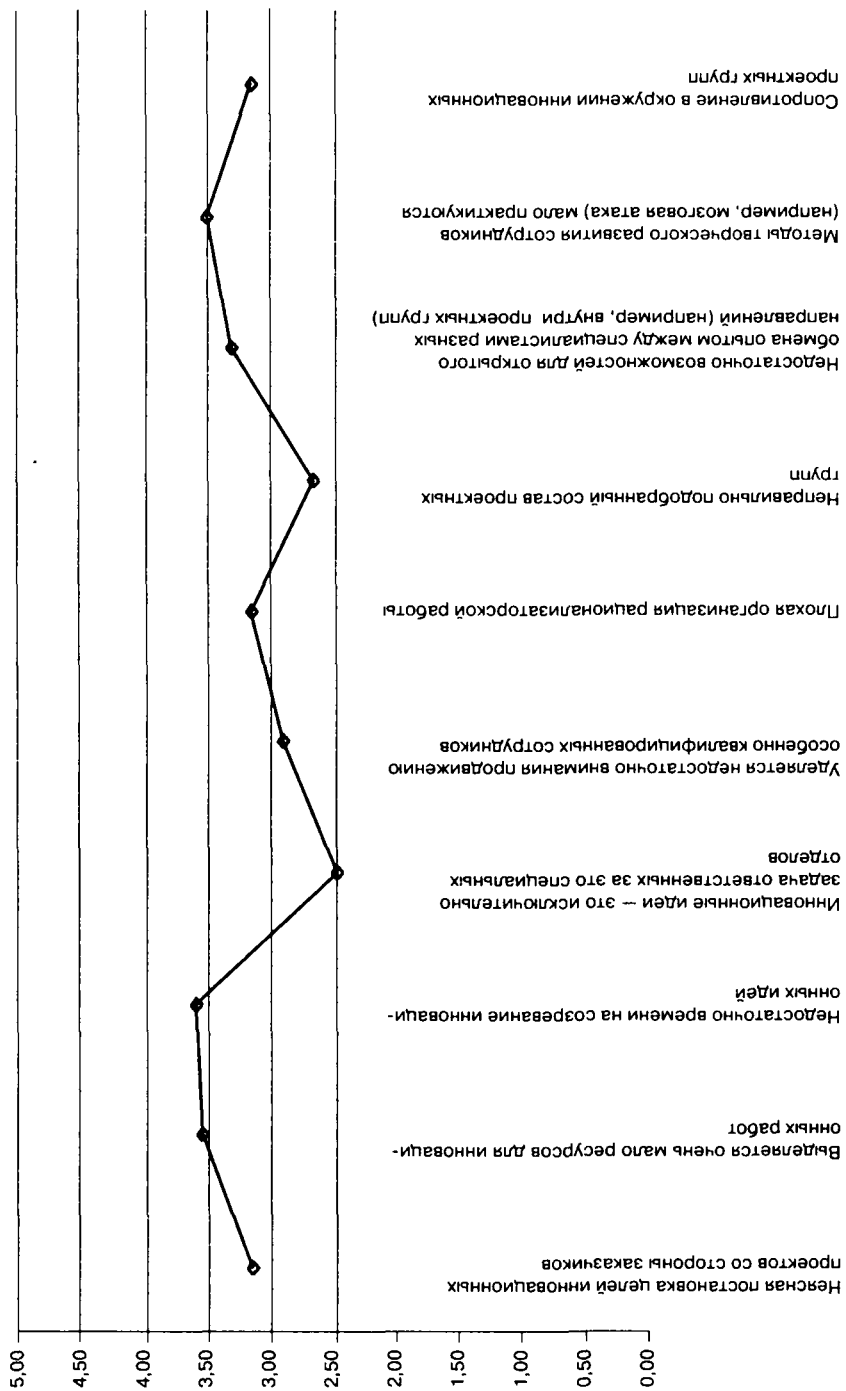 Сопротивление в окружении инновационных
проектных групп
Методы творческого развития сотрудников
(например, мозговая атака) мало практикуются
Недостаточно возможностей для открытого
обмена опытом между специалистами разных
направлений (например, внутри проектных групп)
Неправильно подобранный состав проектных
групп
Плохая организация рационализаторской работы
Уделяется недостаточно внимания продвижению
особенно квалифицированных сотрудников
Инновационные идеи — это исключительно
задача ответственных за это специальных
отделов
Недостаточно времени на созревание инноваци-
онных идей
Выделяется очень мало ресурсов для инноваци-
онных работ
Неясная постановка целей инновационных
проектов со стороны заказчиков
5,00
4,50
4,00
3,50
3,00
2,50
2,00
1,50
1,00
0,50
0,00